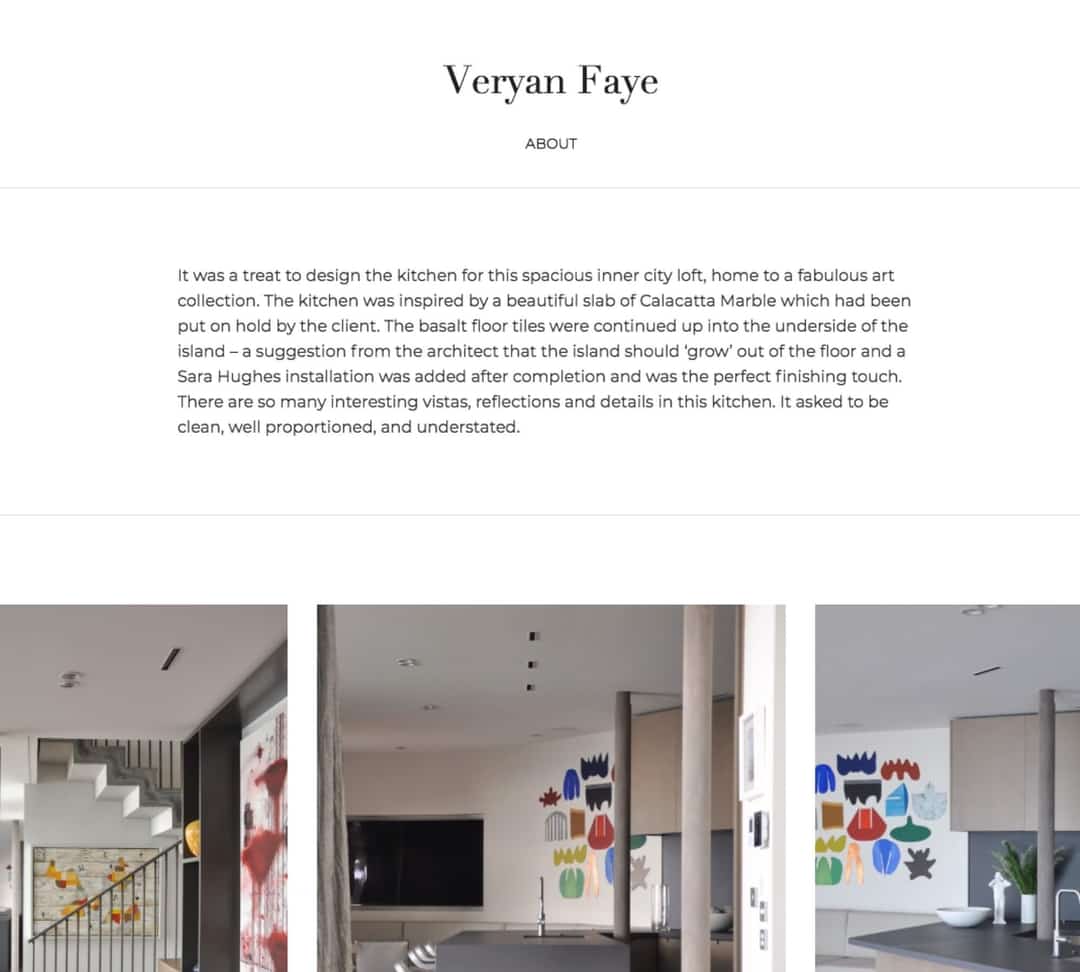 Veryan Faye
ABOUT
It was a treat to design the kitchen for this spacious inner city loft, home to a fabulous art
collection. The kitchen was inspired by a beautiful slab of Calacatta Marble which had been
put on hold by the client. The basalt floor tiles were continued up into the underside of the
island – a suggestion from the architect that the island should ‘grow’ out of the floor and a
Sara Hughes installation was added after completion and was the perfect finishing touch.
There are so many interesting vistas, reflections and details in this kitchen. It asked to be
clean, well proportioned, and understated.